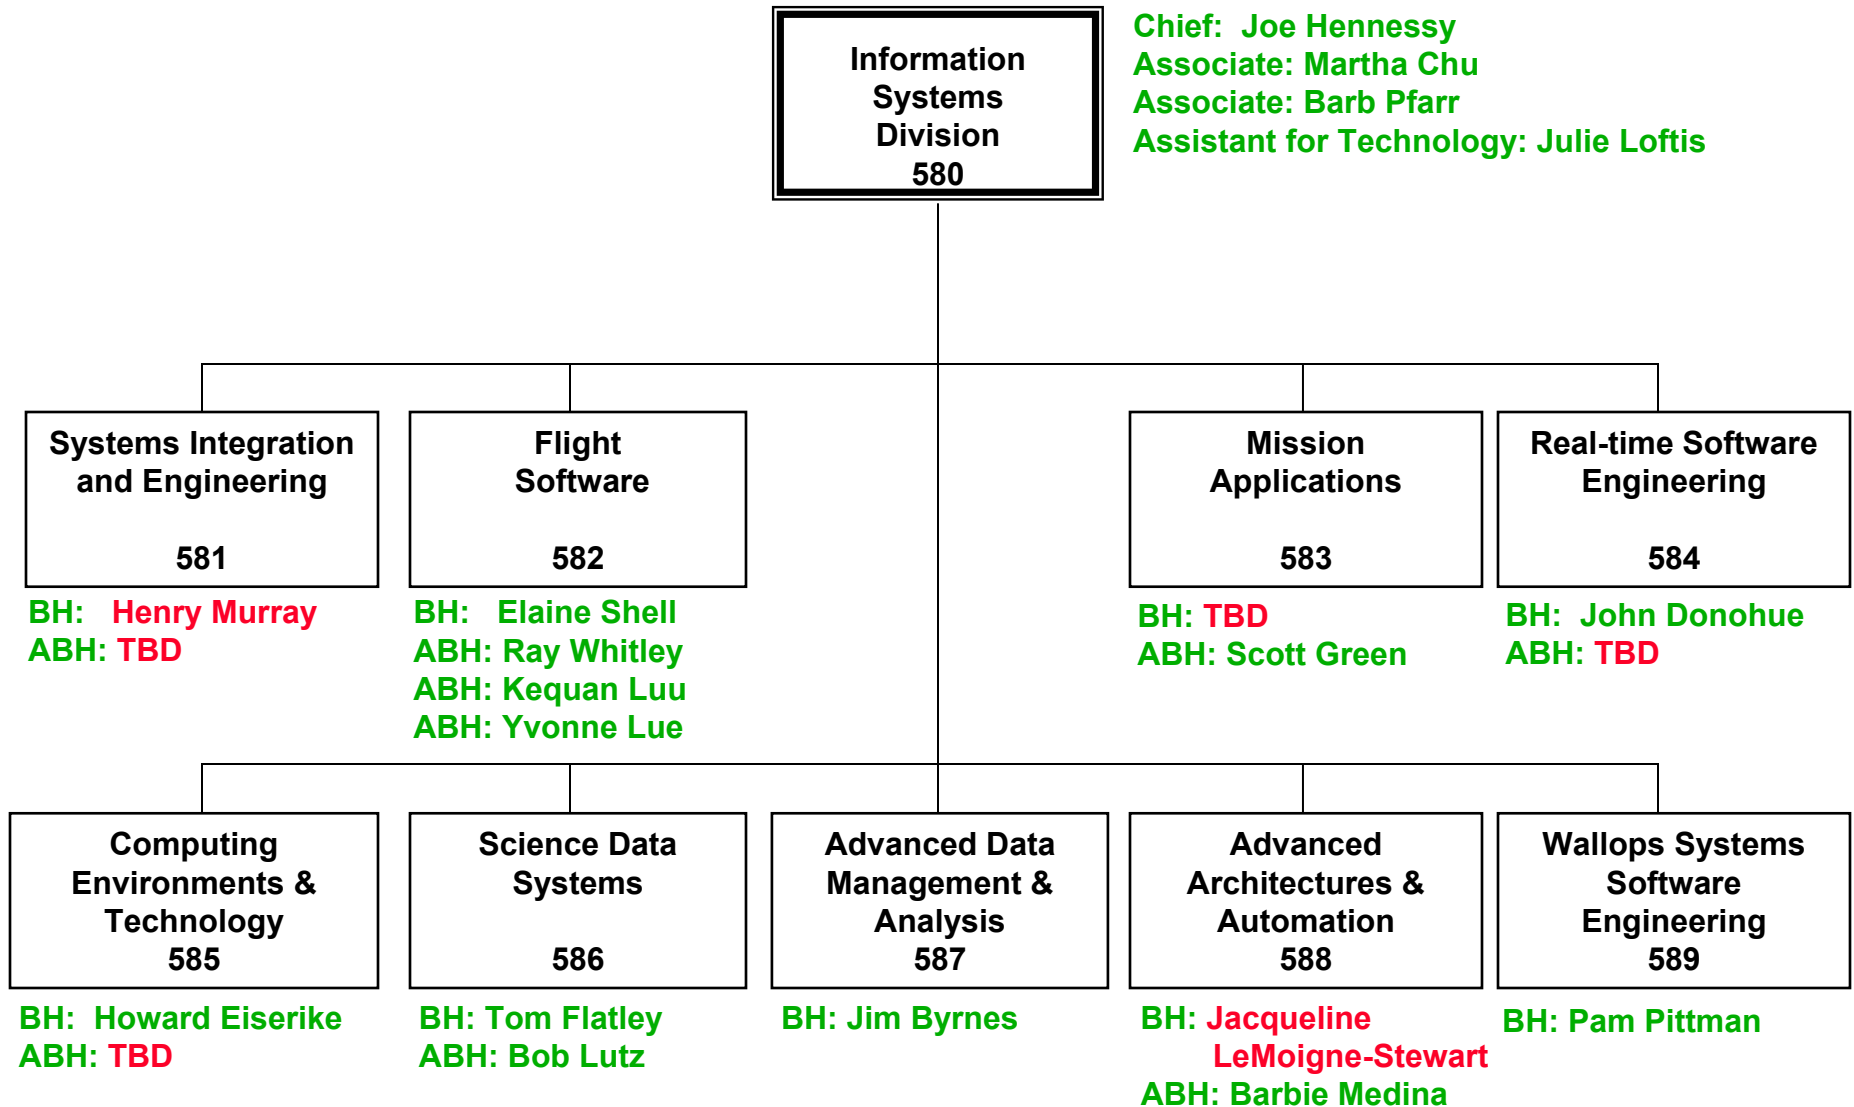 Information
Systems
Division
580
Chief: Joe Hennessy
Associate: Martha Chu
Associate: Barb Pfarr
Assistant for Technology: Julie Loftis
Systems Integration
and Engineering
581
BH: Henry Murray
ABH: TBD
Flight
Software
582
BH: Elaine Shell
ABH: Ray Whitley
ABH: Kequan Luu
ABH: Yvonne Lue
Mission
Applications
583
BH: TBD
ABH: Scott Green
Real-time Software
Engineering
584
BH: John Donohue
ABH: TBD
Computing
Environments &
Technology
585
BH: Howard Eiserike
ABH: TBD
Science Data
Systems
586
BH: Tom Flatley
ABH: Bob Lutz
Advanced Data
Management &
Analysis
587
BH: Jim Byrnes
Advanced
Architectures &
Automation
588
BH: Jacqueline
LeMoigne-Stewart
ABH: Barbie Medina
Wallops Systems
Software
Engineering
589
BH: Pam Pittman